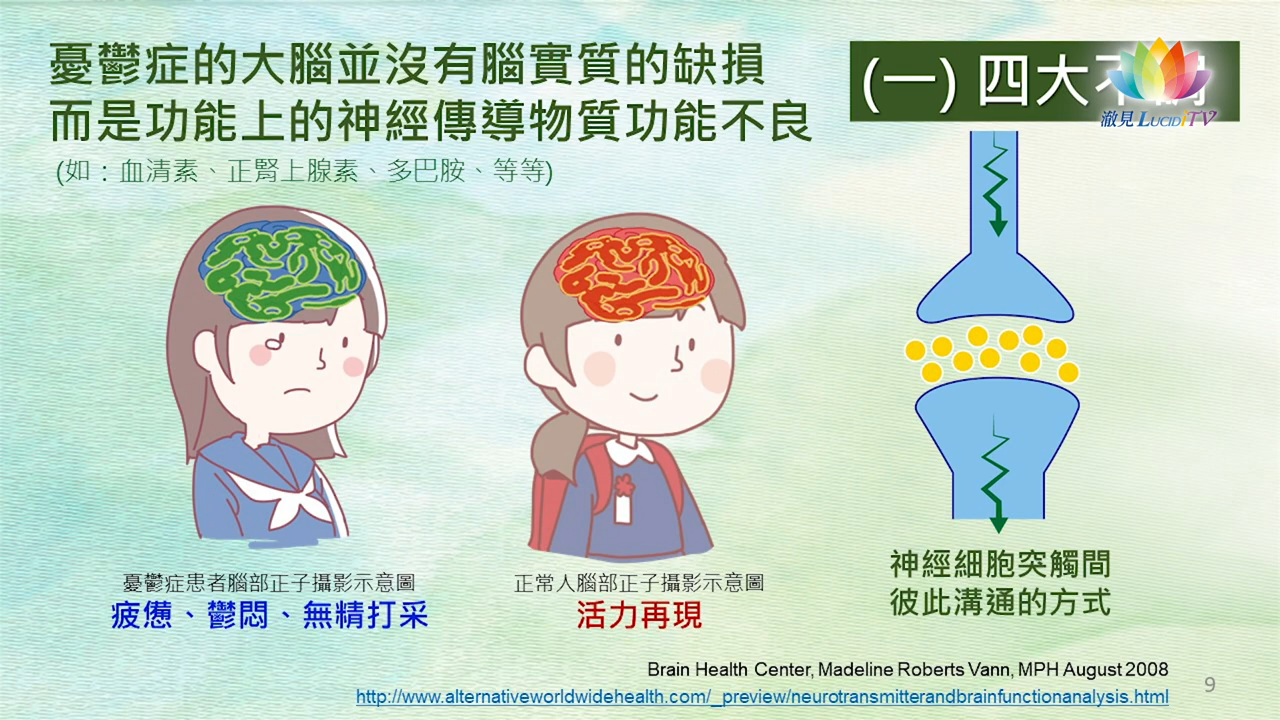 憂鬱症的大腦並沒有腦實質的缺損
而是功能上的神經傳導物質功能不良
(如：血清素、正腎上腺素、多巴胺、等等)
(一) 四大不
澈見 LUCIDiTV
憂鬱症患者腦部正子攝影示意圖
疲憊、鬱悶、無精打采
正常人腦部正子攝影示意圖
活力再現
神經細胞突觸間
彼此溝通的方式
Brain Health Center, Madeline Roberts Vann, MPH August 2008
http://www.alternativeworldwidehealth.com/_preview/neurotransmitterandbrainfunctionanalysis.html
9